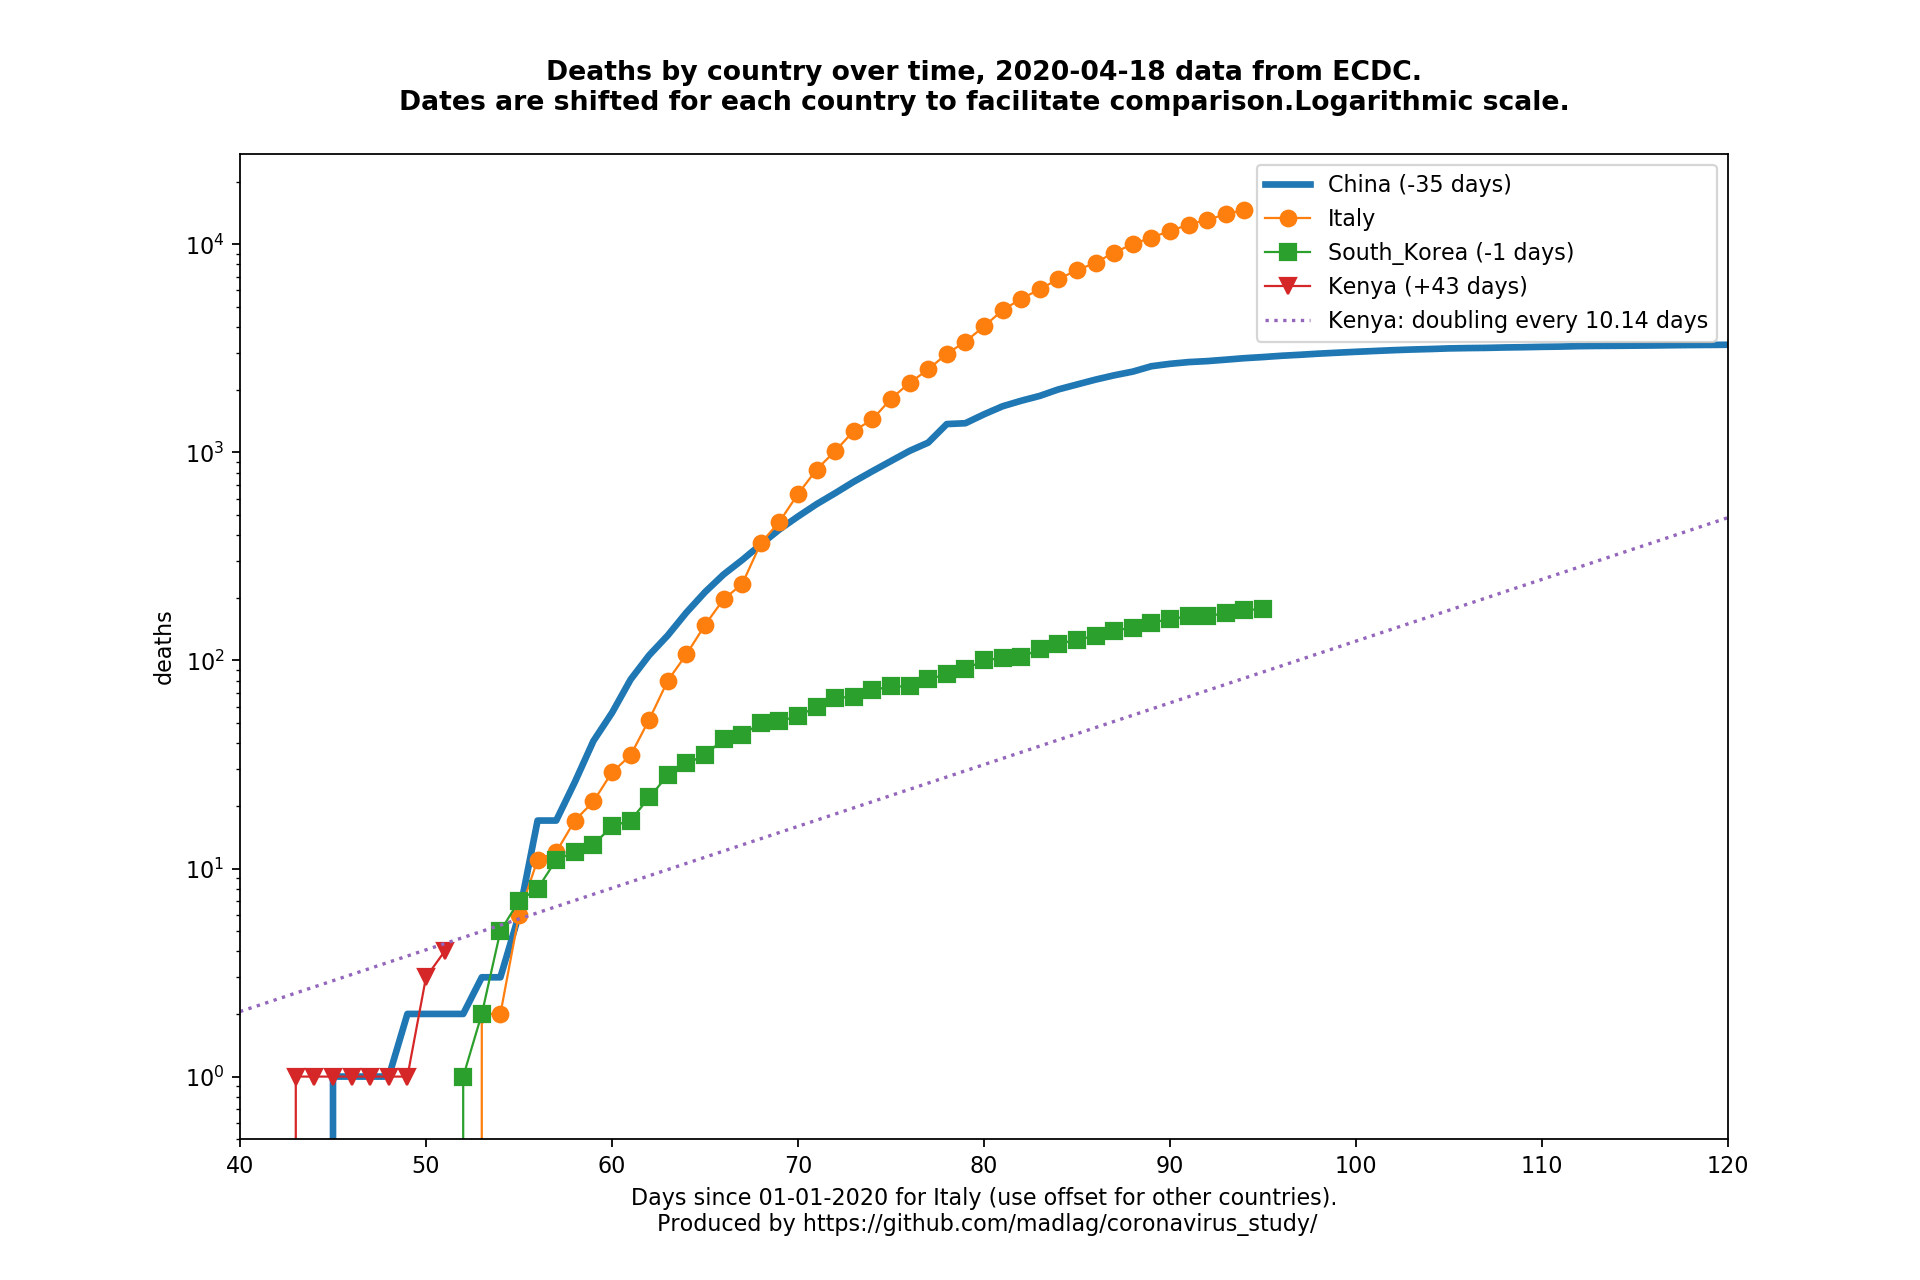 Deaths by country over time, 2020-04-18 data from ECDC.
Dates are shifted for each country to facilitate comparison.Logarithmic scale.
China (-35 days)
Italy
South_Korea (-1 days)
Kenya (+43 days)
Kenya: doubling every 10.14 days
deaths
10⁴
10³
10²
10¹
10⁰
40 50 60 70 80 90 100 110 120
Days since 01-01-2020 for Italy (use offset for other countries).
Produced by https://github.com/madlag/coronavirus_study/